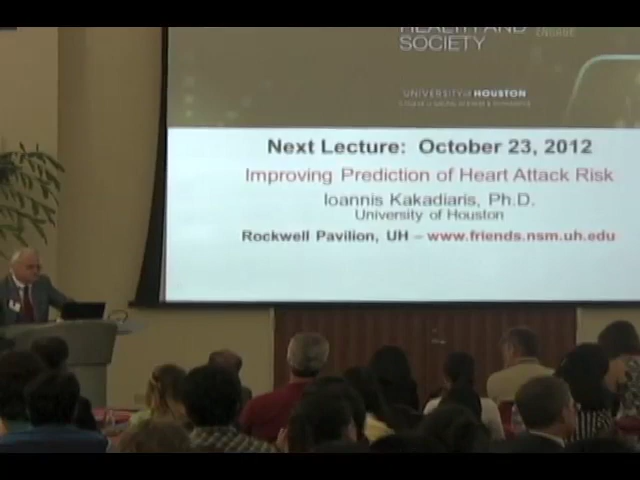 HEALTH AND
ENGAGE
SOCIETY
UNIVERSITY of HOUSTON
Next Lecture: October 23, 2012
Improving Prediction of Heart Attack Risk
Ioannis Kakadiaris, Ph.D.
University of Houston
Rockwell Pavilion, UH – www.friends.nsm.uh.edu